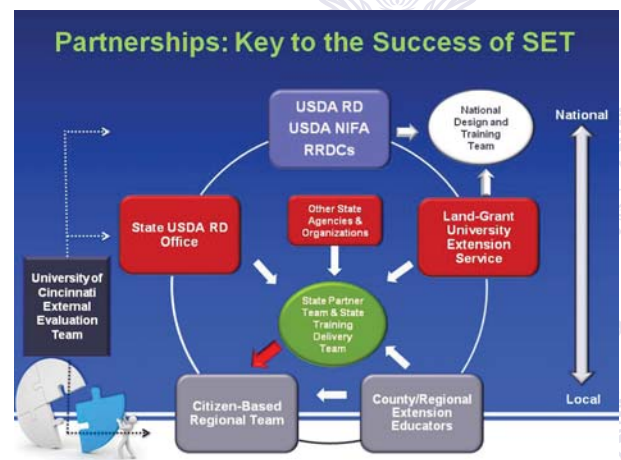 Partnerships: Key to the Success of SET
USDA RD
USDA NIFA
RRDCs
National
Design and
Training
Team
National
State USDA RD
Office
Other State
Agencies &
Organizations
Land-Grant
University
Extension
Service
University of
Cincinnati
External
Evaluation
Team
State Partner
Team & State
Training
Delivery
Team
Citizen-Based
Regional Team
County/Regional
Extension
Educators
Local